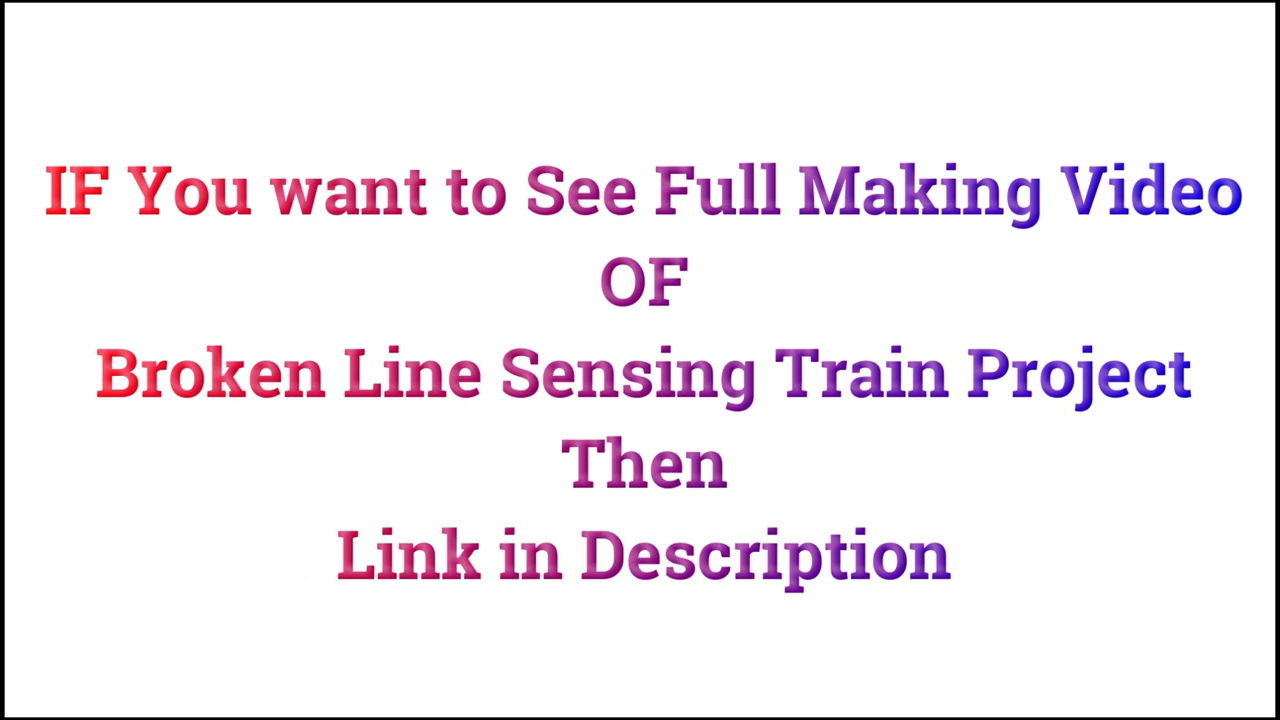 IF You want to See Full Making Video
OF
Broken Line Sensing Train Project
Then
Link in Description